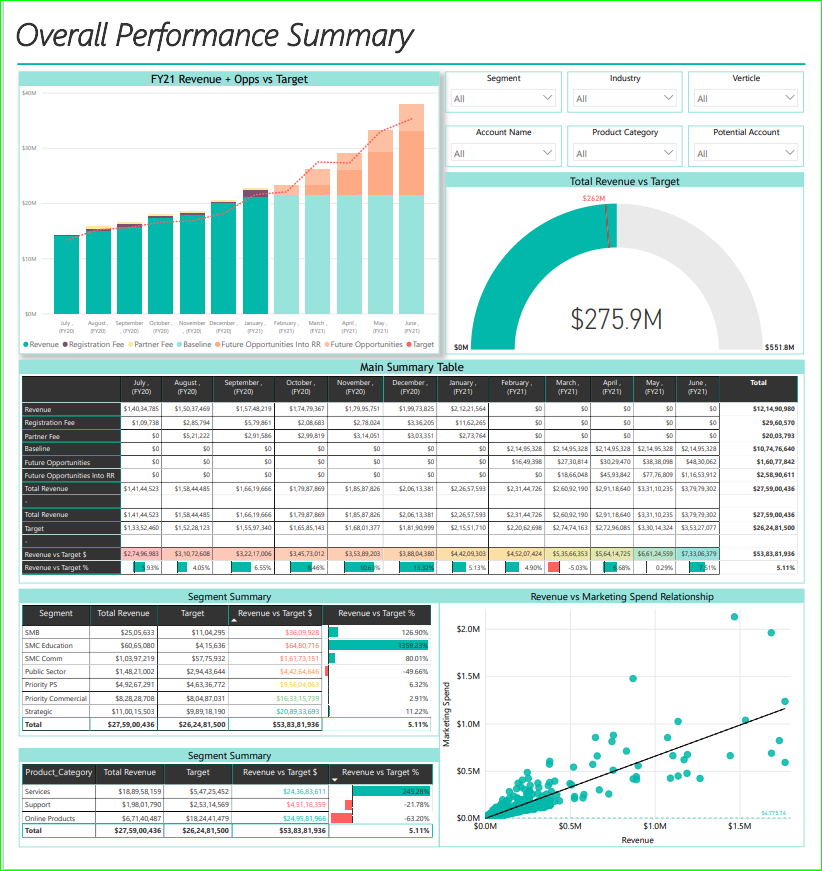 Overall Performance Summary
FY21 Revenue + Opps vs Target
$40M
$30M
$20M
$10M
$0M
July , (FY20) August , (FY20) September , (FY20) October , (FY20) November , (FY20) December , (FY20) January , (FY21) February , (FY21) March , (FY21) April , (FY21) May , (FY21) June , (FY21)
Revenue Registration Fee Partner Fee Baseline Future Opportunities Into RR Future Opportunities Target
Segment Industry Verticle
All All All
Account Name Product Category Potential Account
All All All
Total Revenue vs Target
$262M
$275.9M
$0M $551.8M
Main Summary Table
July , (FY20) August , (FY20) September , (FY20) October , (FY20) November , (FY20) December , (FY20) January , (FY21) February , (FY21) March , (FY21) April , (FY21) May , (FY21) June , (FY21) Total
Revenue $1,40,34,785 $1,50,37,469 $1,57,48,219 $1,74,79,367 $1,79,95,751 $1,99,73,825 $2,12,21,564 $0 $0 $0 $0 $0 $12,14,90,980
Registration Fee $1,09,738 $2,85,794 $5,79,861 $2,08,683 $2,78,024 $3,36,205 $11,62,265 $0 $0 $0 $0 $0 $29,60,570
Partner Fee $0 $5,21,222 $2,91,586 $2,99,819 $3,14,051 $3,03,351 $2,73,764 $0 $0 $0 $0 $0 $20,03,793
Baseline $0 $0 $0 $0 $0 $0 $0 $2,14,95,328 $2,14,95,328 $2,14,95,328 $2,14,95,328 $2,14,95,328 $10,74,76,640
Future Opportunities $0 $0 $0 $0 $0 $0 $0 $16,49,398 $27,30,814 $30,29,470 $38,38,098 $48,30,062 $1,60,77,842
Future Opportunities Into RR $0 $0 $0 $0 $0 $0 $0 $0 $18,66,048 $45,93,842 $77,76,809 $1,16,53,912 $2,58,90,611
Total Revenue $1,41,44,523 $1,58,44,485 $1,66,19,666 $1,79,87,869 $1,85,87,826 $2,06,13,381 $2,26,57,593 $2,31,44,726 $2,60,92,190 $2,91,18,640 $3,31,10,235 $3,79,79,302 $27,59,00,436
-
Total Revenue $1,41,44,523 $1,58,44,485 $1,66,19,666 $1,79,87,869 $1,85,87,826 $2,06,13,381 $2,26,57,593 $2,31,44,726 $2,60,92,190 $2,91,18,640 $3,31,10,235 $3,79,79,302 $27,59,00,436
Target $1,33,52,460 $1,52,28,123 $1,55,97,340 $1,65,85,143 $1,68,01,377 $1,81,90,999 $2,15,51,710 $2,20,62,698 $2,74,74,163 $2,72,96,085 $3,30,14,324 $3,53,27,077 $26,24,81,500
-
Revenue vs Target $ $2,74,96,983 $3,10,72,608 $3,22,17,006 $3,45,73,012 $3,53,89,203 $3,88,04,380 $4,42,09,303 $4,52,07,424 $5,35,66,353 $5,64,14,725 $6,61,24,559 $7,33,06,379 $53,83,81,936
Revenue vs Target % 5.93% 4.05% 6.55% 8.46% 10.63% 13.32% 5.13% 4.90% -5.03% 6.68% 0.29% 7.51% 5.11%
Segment Summary
Segment Total Revenue Target Revenue vs Target $ Revenue vs Target %
SMB $25,05,633 $11,04,295 $36,09,928 126.90%
SMC Education $60,65,080 $4,15,636 $64,80,716 1359.23%
SMC Comm $1,03,97,219 $57,75,932 $1,61,73,151 80.01%
Public Sector $1,48,21,002 $2,94,43,644 $4,42,64,646 -49.66%
Priority PS $4,92,67,291 $4,63,36,772 $9,56,04,063 6.32%
Priority Commercial $8,28,28,708 $8,04,87,031 $16,33,15,739 2.91%
Strategic $11,00,15,503 $9,89,18,190 $20,89,33,693 11.22%
Total $27,59,00,436 $26,24,81,500 $53,83,81,936 5.11%
Segment Summary
Product_Category Total Revenue Target Revenue vs Target $ Revenue vs Target %
Services $18,89,58,159 $5,47,25,452 $24,36,83,611 245.28%
Support $1,98,01,790 $2,53,14,569 $4,51,16,359 -21.78%
Online Products $6,71,40,487 $18,24,41,479 $24,95,81,966 -63.20%
Total $27,59,00,436 $26,24,81,500 $53,83,81,936 5.11%
Revenue vs Marketing Spend Relationship
Marketing Spend
$2.0M
$1.5M
$1.0M
$0.5M
$0.0M
$6,775.74
$0.0M $0.5M $1.0M $1.5M
Revenue